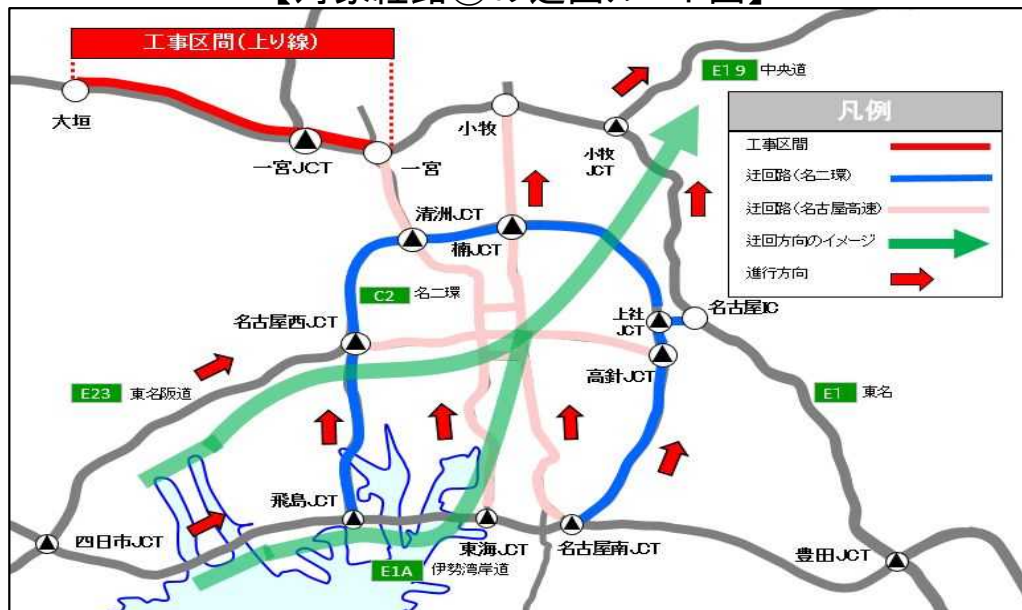 工事区間(上り線)
E19 中央道
大垣
一宮JCT
一宮
小牧
小牧
JCT
凡例
工事区間
迂回路(名二環)
迂回路(名古屋高速)
迂回方向のイメージ
進行方向
清洲JCT
楠JCT
C2 名二環
名古屋西JCT
上社
JCT
名古屋IC
高針JCT
E23 東名阪道
E1 東名
飛島JCT
四日市JCT
東海JCT
名古屋南JCT
豊田JCT
E1A 伊勢湾岸道